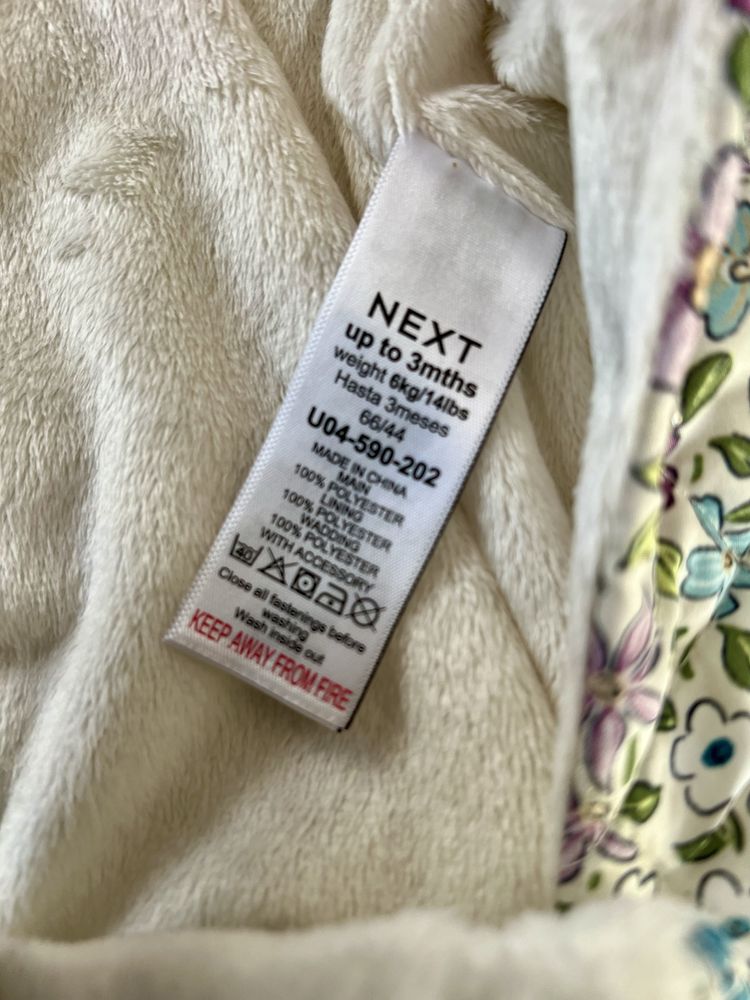 NEXT
up to 3mths
weight 6kg/14lbs
Hasta 3meses
66/44
U04-590-202
MADE IN CHINA
MAIN
100% POLYESTER
LINING
100% POLYESTER
WADDING
100% POLYESTER
WITH ACCESSORY
40
Close all fastenings before
washing
Wash inside out
KEEP AWAY FROM FIRE